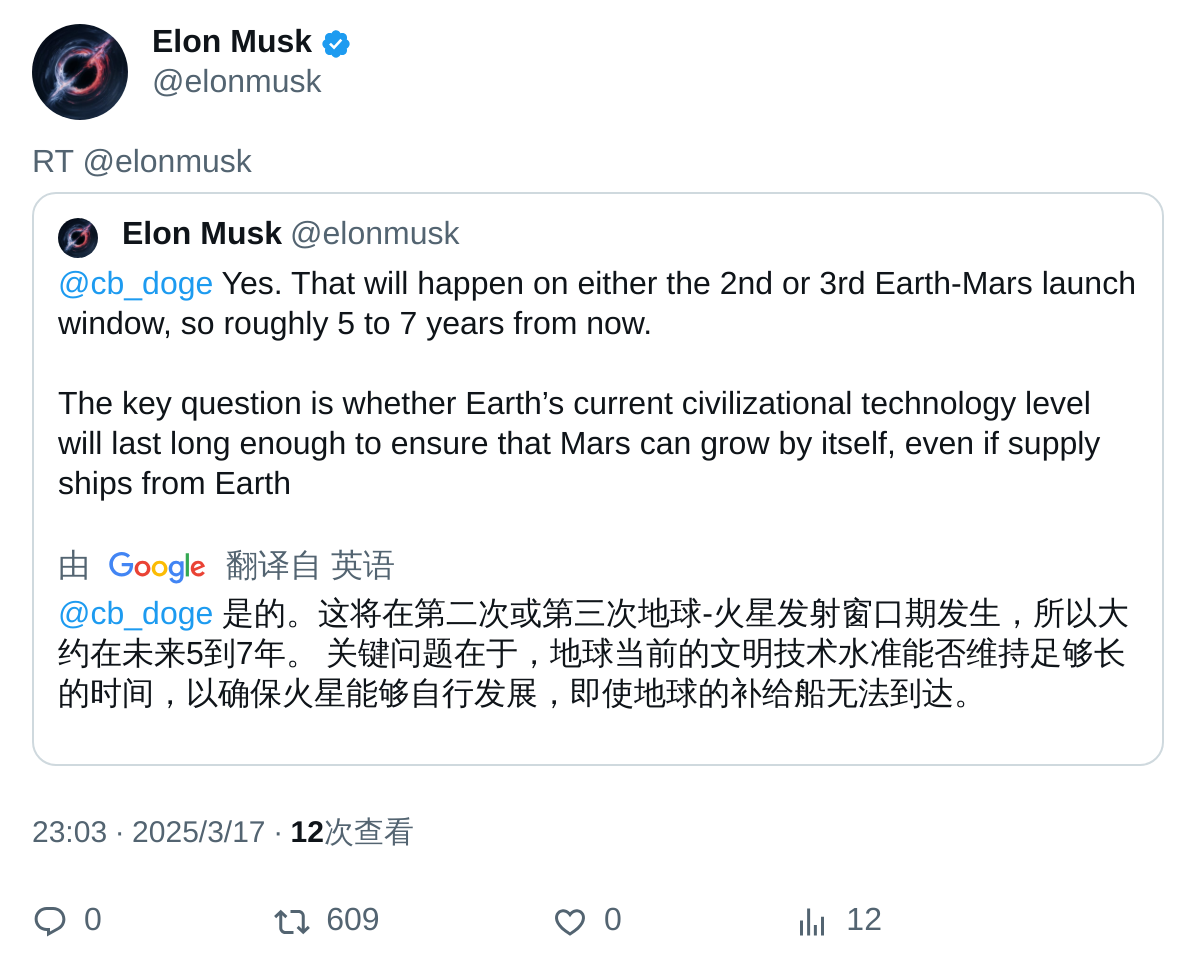 Elon Musk
@elonmusk
RT @elonmusk
Elon Musk @elonmusk
@cb_doge Yes. That will happen on either the 2nd or 3rd Earth-Mars launch
window, so roughly 5 to 7 years from now.
The key question is whether Earth’s current civilizational technology level
will last long enough to ensure that Mars can grow by itself, even if supply
ships from Earth
由 Google 翻译自 英语
@cb_doge 是的。这将在第二次或第三次地球-火星发射窗口期发生，所以大
约在未来5到7年。 关键问题在于，地球当前的文明技术水准能否维持足够长
的时间，以确保火星能够自行发展，即使地球的补给船无法到达。
23:03 · 2025/3/17 · 12次查看
0 609 0 12